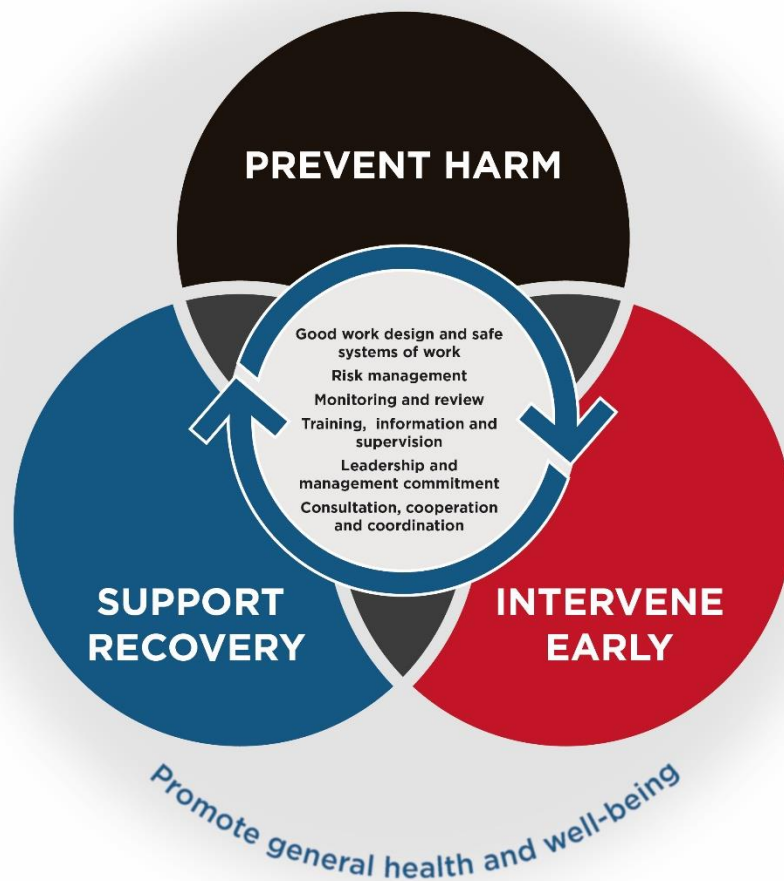 PREVENT HARM
Good work design and safe
systems of work
Risk management
Monitoring and review
Training, information and
supervision
Leadership and
management commitment
Consultation, cooperation
and coordination
SUPPORT
RECOVERY
INTERVENE
EARLY
Promote general health and well-being